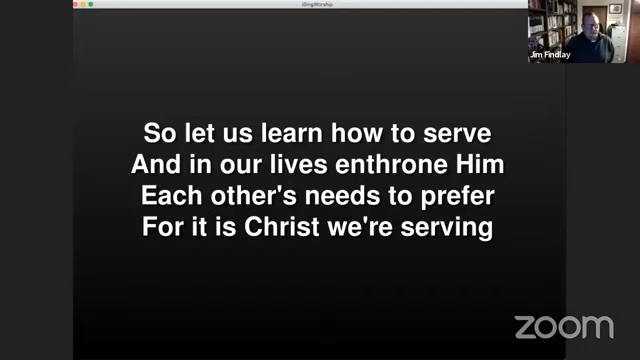 iSingWorship
Jim Findlay
So let us learn how to serve
And in our lives enthrone Him
Each other's needs to prefer
For it is Christ we're serving
zoom